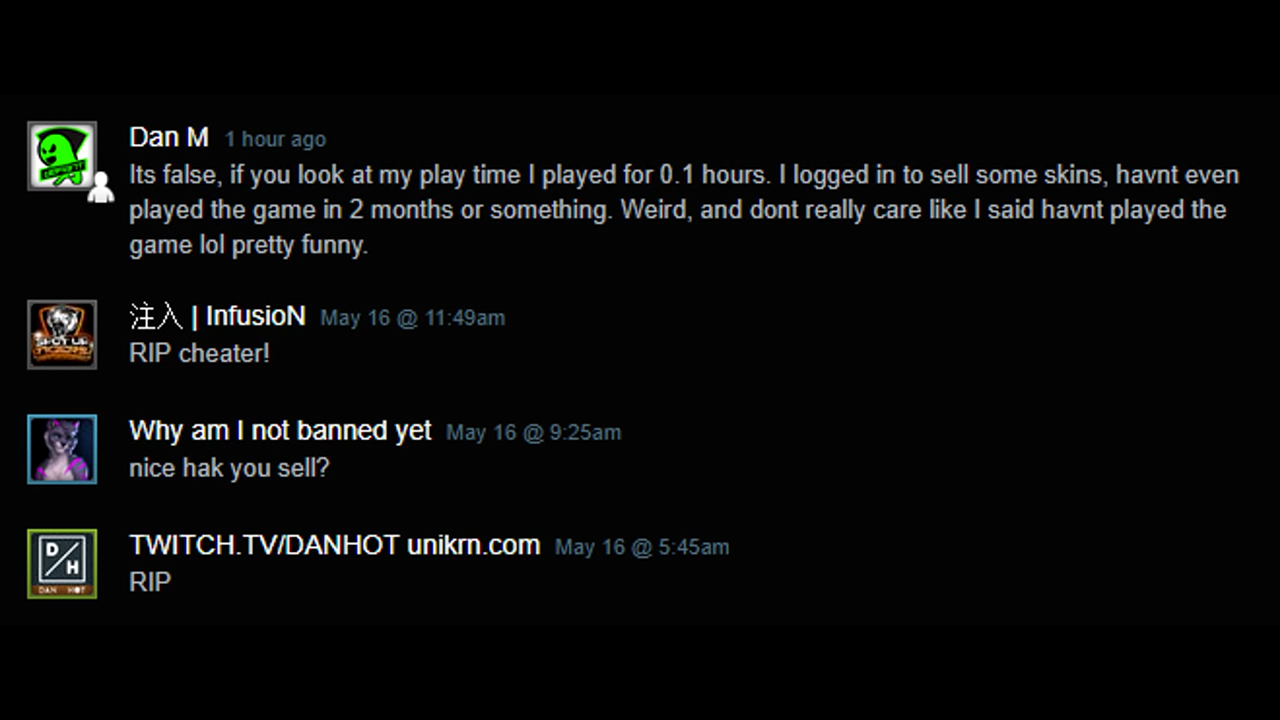 Dan M 1 hour ago
Its false, if you look at my play time I played for 0.1 hours. I logged in to sell some skins, havnt even
played the game in 2 months or something. Weird, and dont really care like I said havnt played the
game lol pretty funny.
注入 | InfusioN May 16 @ 11:49am
RIP cheater!
Why am I not banned yet May 16 @ 9:25am
nice hak you sell?
TWITCH.TV/DANHOT unikrn.com May 16 @ 5:45am
RIP
D/H
DAN HOT